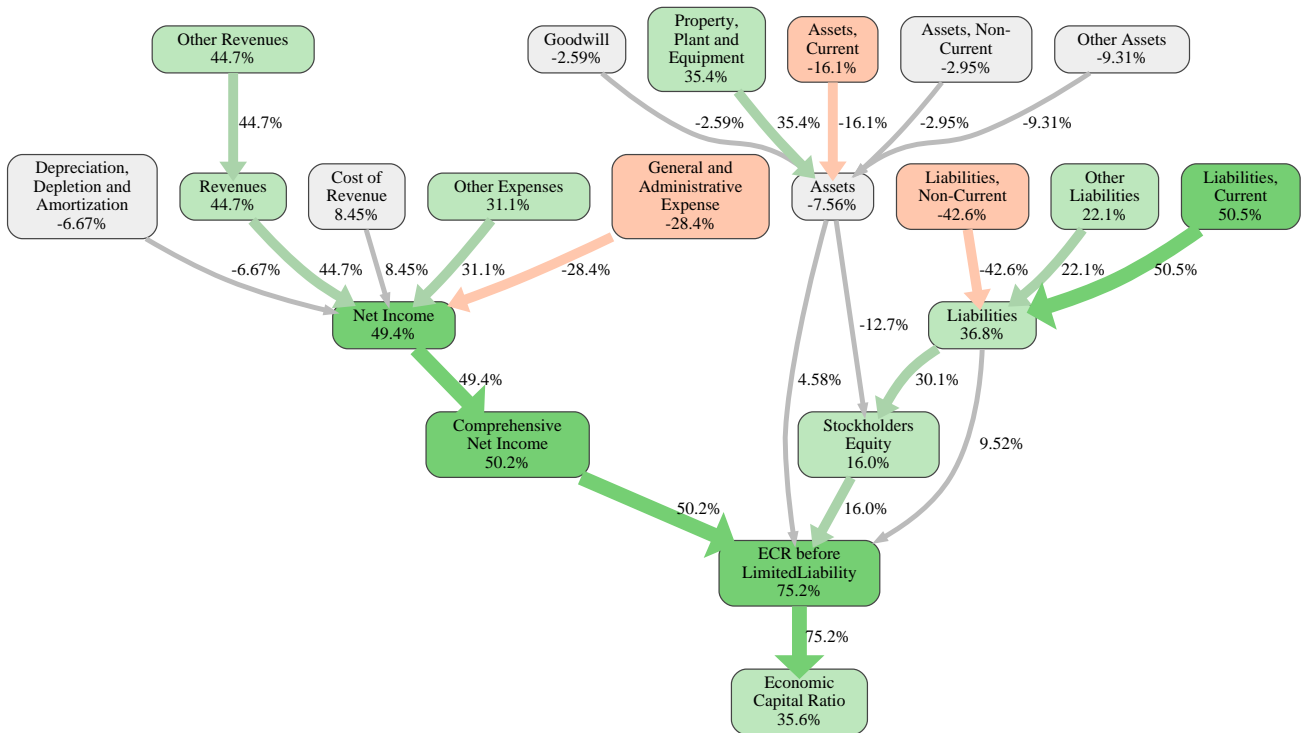 Other Revenues
44.7%
Goodwill
-2.59%
Property,
Plant and
Equipment
35.4%
Assets,
Current
-16.1%
Assets, Non-
Current
-2.95%
Other Assets
-9.31%
44.7%
-2.59%
35.4%
-16.1%
-2.95%
-9.31%
Depreciation,
Depletion and
Amortization
-6.67%
Revenues
44.7%
Cost of
Revenue
8.45%
Other Expenses
31.1%
General and
Administrative
Expense
-28.4%
Assets
-7.56%
Liabilities,
Non-Current
-42.6%
Other
Liabilities
22.1%
Liabilities,
Current
50.5%
-6.67%
44.7%
8.45%
31.1%
-28.4%
-42.6%
22.1%
50.5%
Net Income
49.4%
-12.7%
Liabilities
36.8%
49.4%
4.58%
30.1%
Comprehensive
Net Income
50.2%
Stockholders
Equity
16.0%
9.52%
50.2%
16.0%
ECR before
LimitedLiability
75.2%
75.2%
Economic
Capital Ratio
35.6%